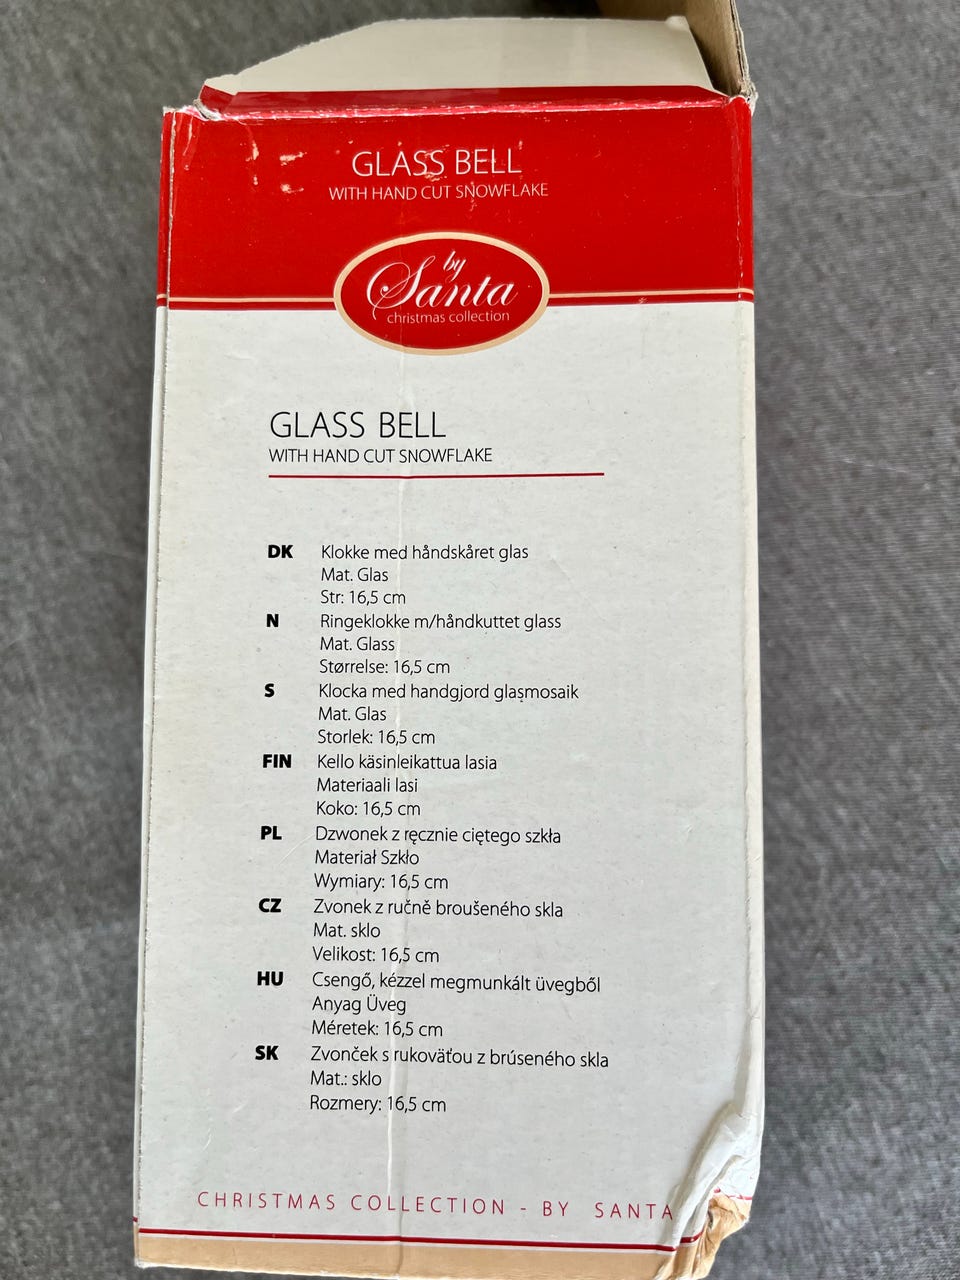 GLASS BELL
WITH HAND CUT SNOWFLAKE
by
Santa
christmas collection
GLASS BELL
WITH HAND CUT SNOWFLAKE
DK Klokke med håndskåret glas
Mat. Glas
Str: 16,5 cm
N Ringeklokke m/håndkuttet glass
Mat. Glass
Størrelse: 16,5 cm
S Klocka med handgjord glasmosaik
Mat. Glas
Storlek: 16,5 cm
FIN Kello käsinleikattua lasia
Materiaali lasi
Koko: 16,5 cm
PL Dzwonek z ręcznie ciętego szkła
Materiał Szkło
Wymiary: 16,5 cm
CZ Zvonek z ručně broušeného skla
Mat. sklo
Velikost: 16,5 cm
HU Csengő, kézzel megmunkált üvegből
Anyag Üveg
Méretek: 16,5 cm
SK Zvonček s rukoväťou z brúseného skla
Mat.: sklo
Rozmery: 16,5 cm
CHRISTMAS COLLECTION - BY SANTA